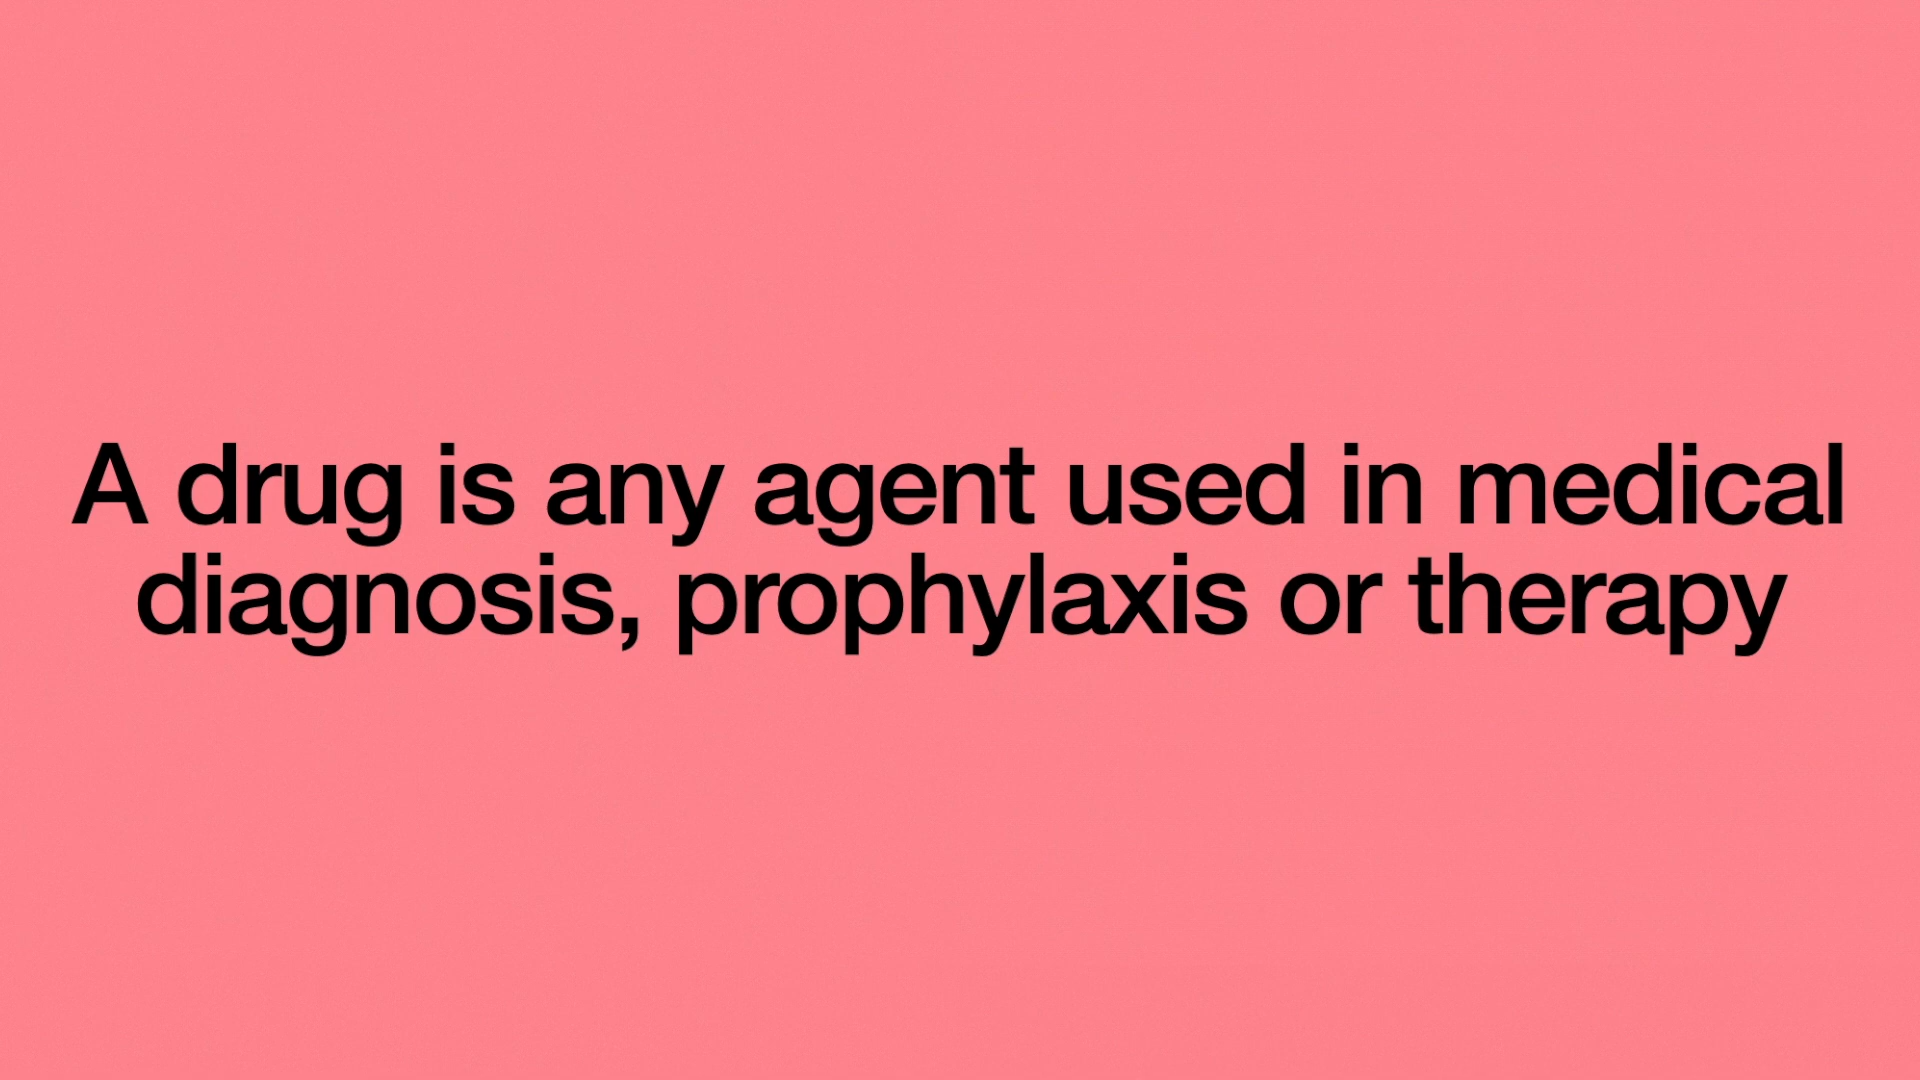 A drug is any agent used in medical
diagnosis, prophylaxis or therapy